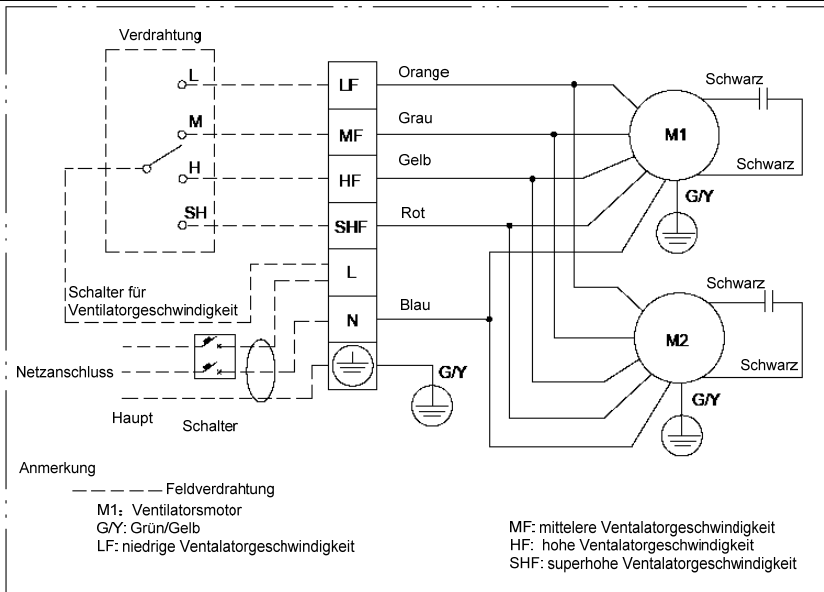 Verdrahtung
L
LF
Orange
Schwarz
M
MF
Grau
M1
H
HF
Gelb
Schwarz
G/Y
SH
SHF
Rot
L
Schalter für
Ventilatorgeschwindigkeit
N
Blau
Schwarz
M2
Netzanschluss
G/Y
Schwarz
G/Y
Haupt
Schalter
Anmerkung
Feldverdrahtung
M1: Ventilatorsmotor
G/Y: Grün/Gelb
LF: niedrige Ventalatorgeschwindigkeit
MF: mittelere Ventalatorgeschwindigkeit
HF: hohe Ventalatorgeschwindigkeit
SHF: superhohe Ventalatorgeschwindigkeit